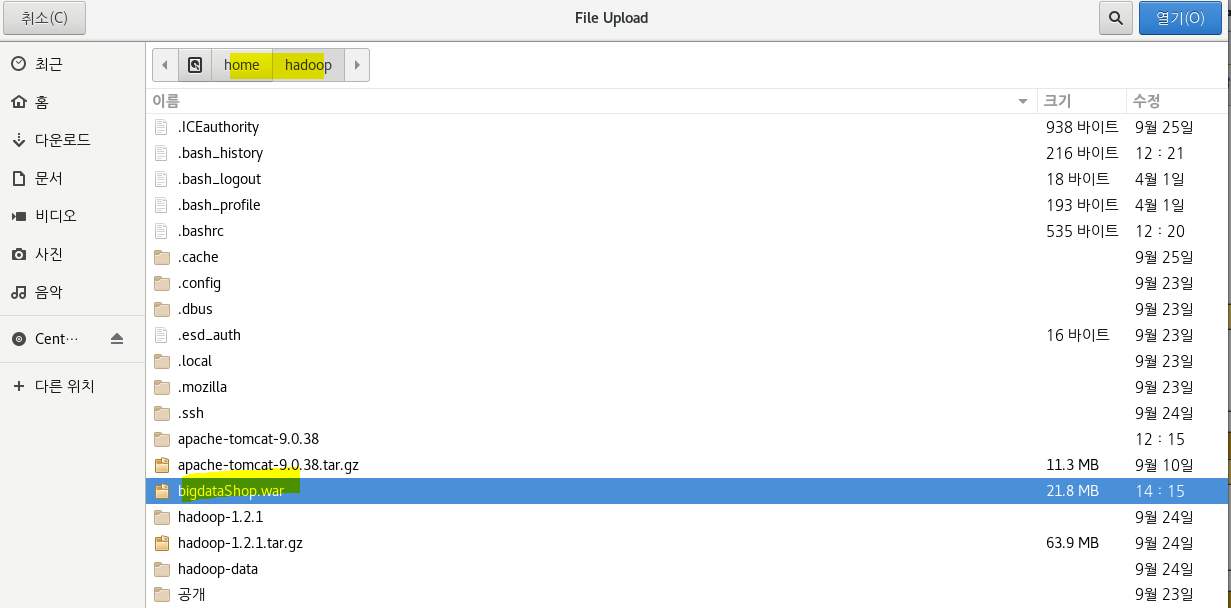 취소(C) File Upload 열기(O)
최근
홈
다운로드
문서
비디오
사진
음악
Cent…
다른 위치
home hadoop
이름 크기 수정
.ICEauthority 938 바이트 9월 25일
.bash_history 216 바이트 12 : 21
.bash_logout 18 바이트 4월 1일
.bash_profile 193 바이트 4월 1일
.bashrc 535 바이트 12 : 20
.cache 9월 25일
.config 9월 23일
.dbus 9월 23일
.esd_auth 16 바이트 9월 23일
.local 9월 23일
.mozilla 9월 23일
.ssh 9월 24일
apache-tomcat-9.0.38 12 : 15
apache-tomcat-9.0.38.tar.gz 11.3 MB 9월 10일
bigdataShop.war 21.8 MB 14 : 15
hadoop-1.2.1 9월 24일
hadoop-1.2.1.tar.gz 63.9 MB 9월 24일
hadoop-data 9월 24일
공개 9월 23일